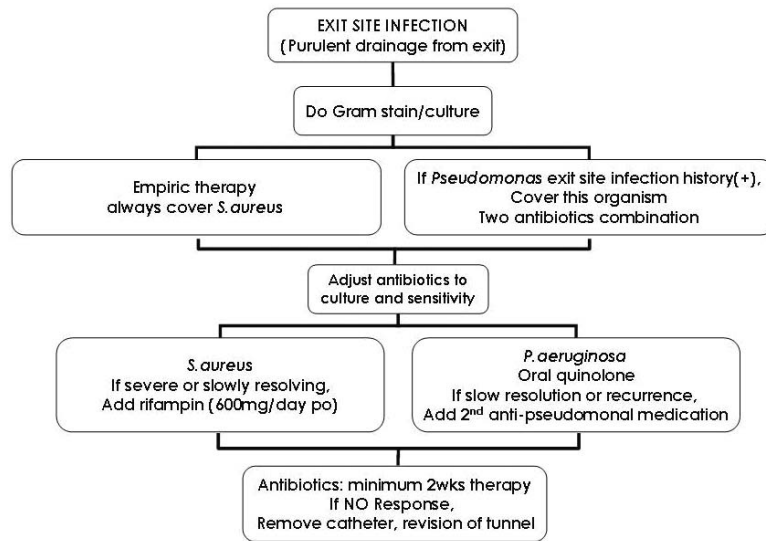 EXIT SITE INFECTION
(Purulent drainage from exit)
Do Gram stain/culture
Empiric therapy
always cover S.aureus
If Pseudomonas exit site infection history(+),
Cover this organism
Two antibiotics combination
Adjust antibiotics to
culture and sensitivity
S.aureus
If severe or slowly resolving,
Add rifampin (600mg/day po)
P.aeruginosa
Oral quinolone
If slow resolution or recurrence,
Add 2nd anti-pseudomonal medication
Antibiotics: minimum 2wks therapy
If NO Response,
Remove catheter, revision of tunnel